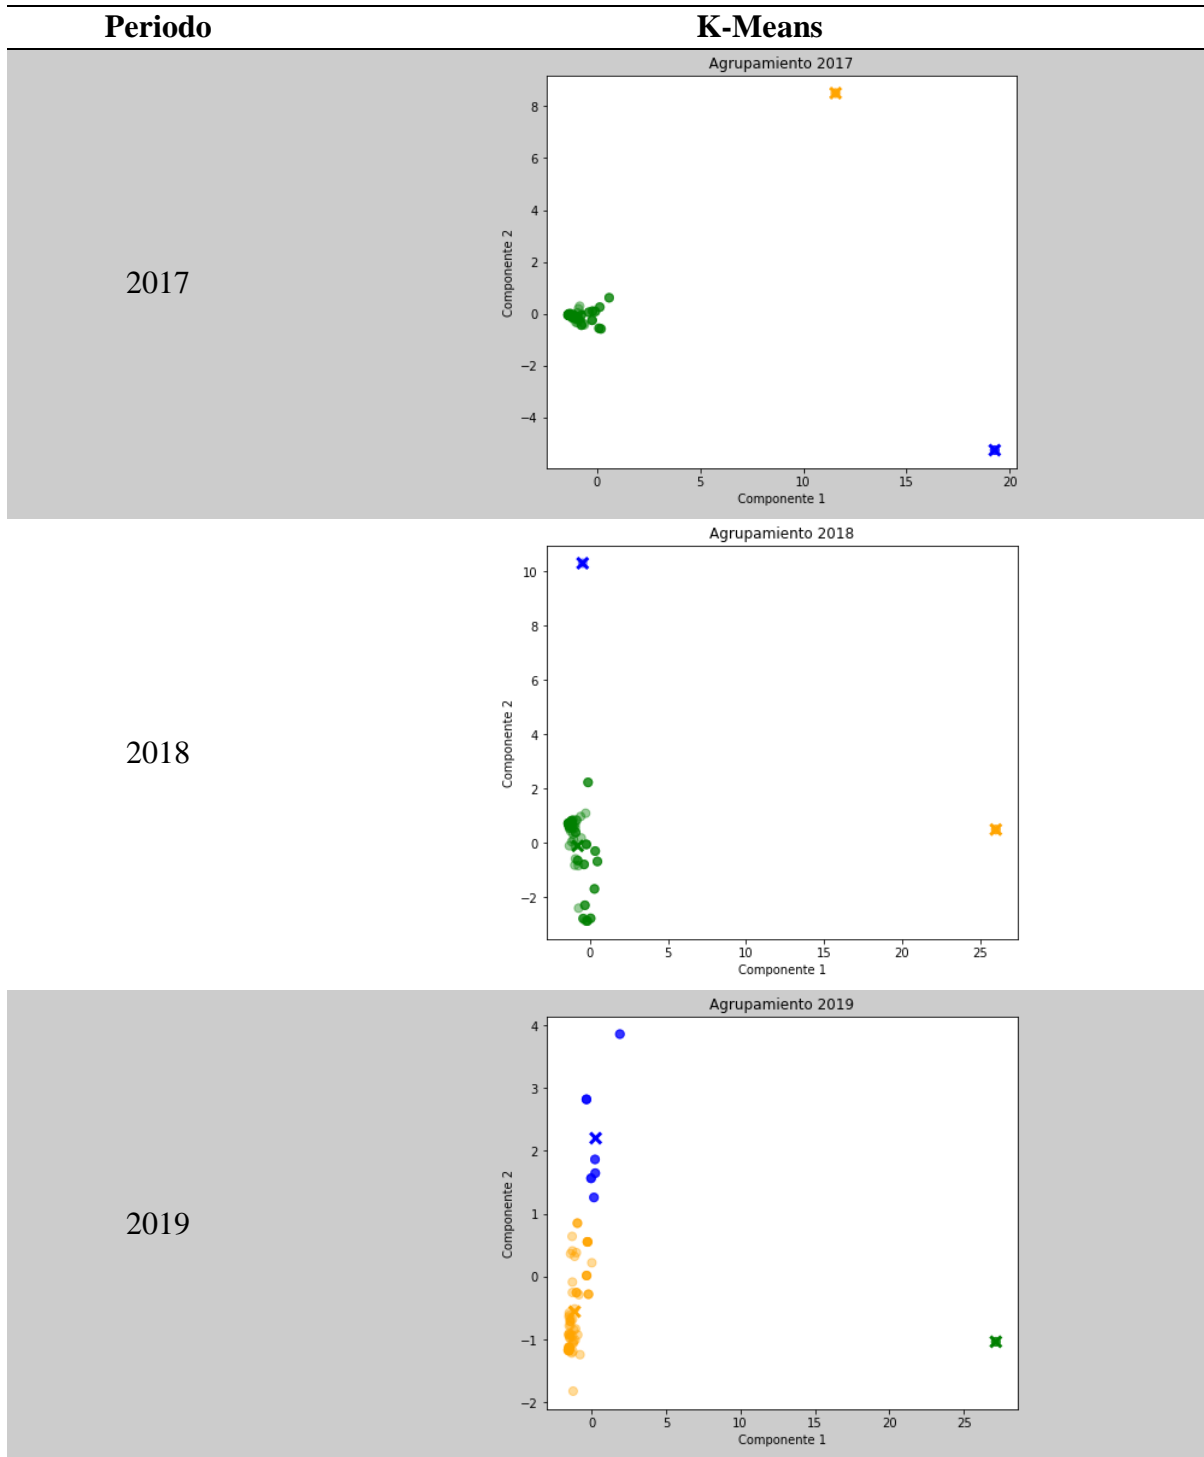 Periodo K-Means
Agrupamiento 2017
8
6
4
2
0
−2
−4
Componente 2
0 5 10 15 20
Componente 1
2017
Agrupamiento 2018
10
8
6
4
2
0
−2
Componente 2
0 5 10 15 20 25
Componente 1
2018
Agrupamiento 2019
4
3
2
1
0
−1
−2
Componente 2
0 5 10 15 20 25
Componente 1
2019